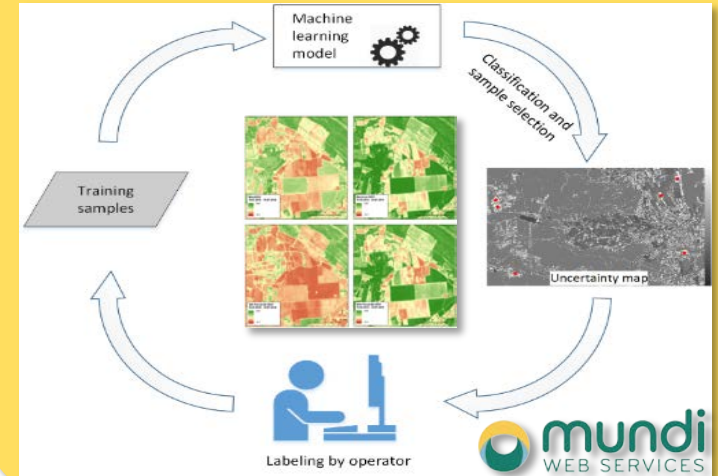 Machine
learning
model
Classification and
sample selection
Training
samples
Uncertainty map
Labeling by operator
mundi
WEB SERVICES